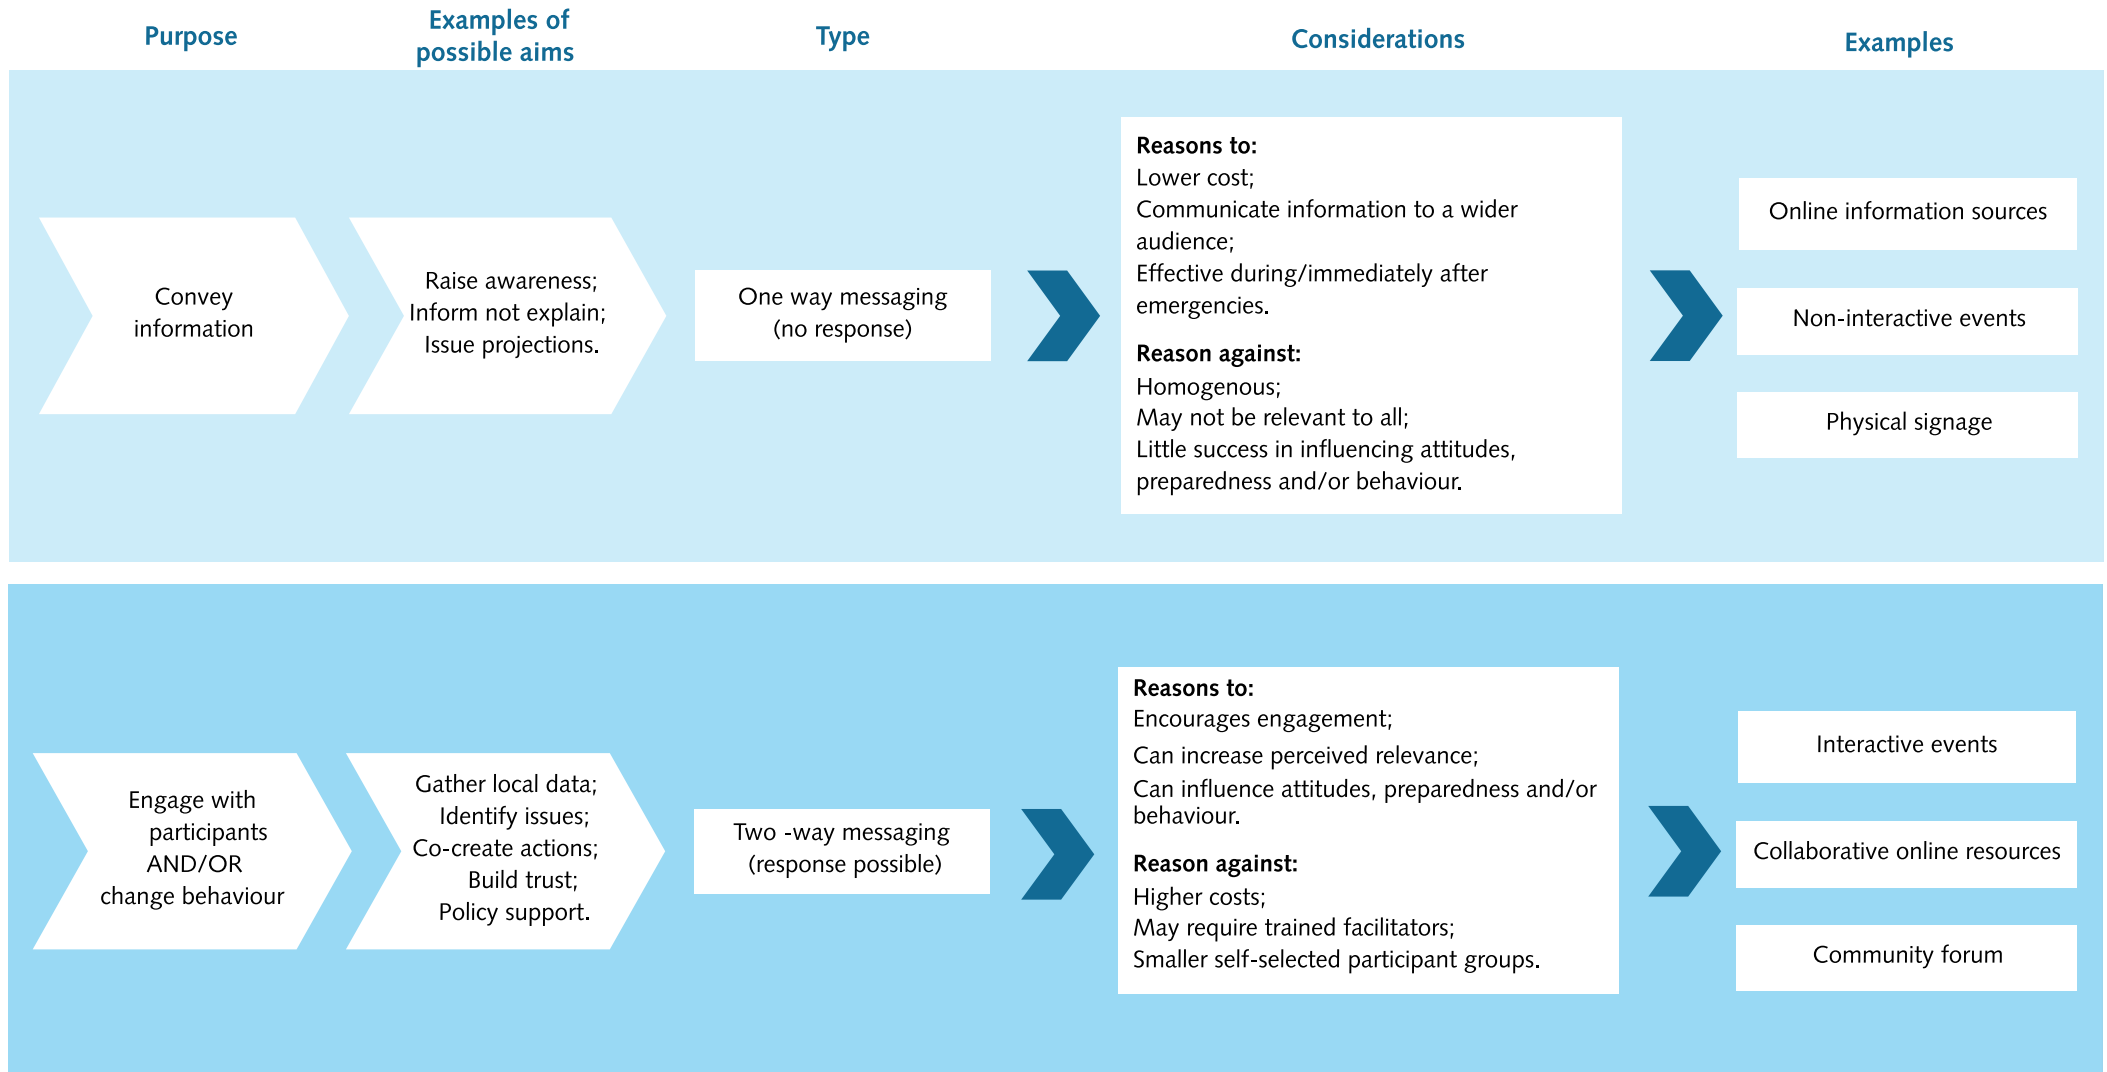 Purpose
Examples of
possible aims
Type
Considerations
Examples
Convey
information
Raise awareness;
Inform not explain;
Issue projections.
One way messaging
(no response)
Reasons to:
Lower cost;
Communicate information to a wider
audience;
Effective during/immediately after
emergencies.
Reason against:
Homogenous;
May not be relevant to all;
Little success in influencing attitudes,
preparedness and/or behaviour.
Online information sources
Non-interactive events
Physical signage
Engage with
participants
AND/OR
change behaviour
Gather local data;
Identify issues;
Co-create actions;
Build trust;
Policy support.
Two -way messaging
(response possible)
Reasons to:
Encourages engagement;
Can increase perceived relevance;
Can influence attitudes, preparedness and/or
behaviour.
Reason against:
Higher costs;
May require trained facilitators;
Smaller self-selected participant groups.
Interactive events
Collaborative online resources
Community forum